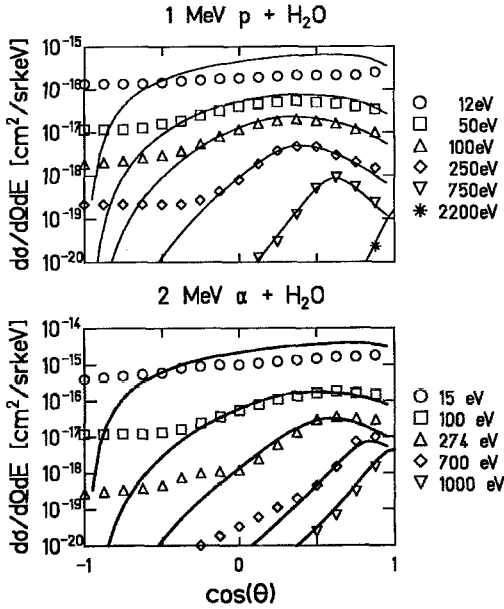 1 MeV p + H2O
dσ/dΩdE [cm²/srkeV]
10⁻¹⁵
10⁻¹⁶
10⁻¹⁷
10⁻¹⁸
10⁻¹⁹
10⁻²⁰
12eV
50eV
100eV
250eV
750eV
2200eV
2 MeV α + H2O
dσ/dΩdE [cm²/srkeV]
10⁻¹⁴
10⁻¹⁵
10⁻¹⁶
10⁻¹⁷
10⁻¹⁸
10⁻¹⁹
10⁻²⁰
15 eV
100 eV
274 eV
700 eV
1000 eV
-1 0 1
cos(θ)